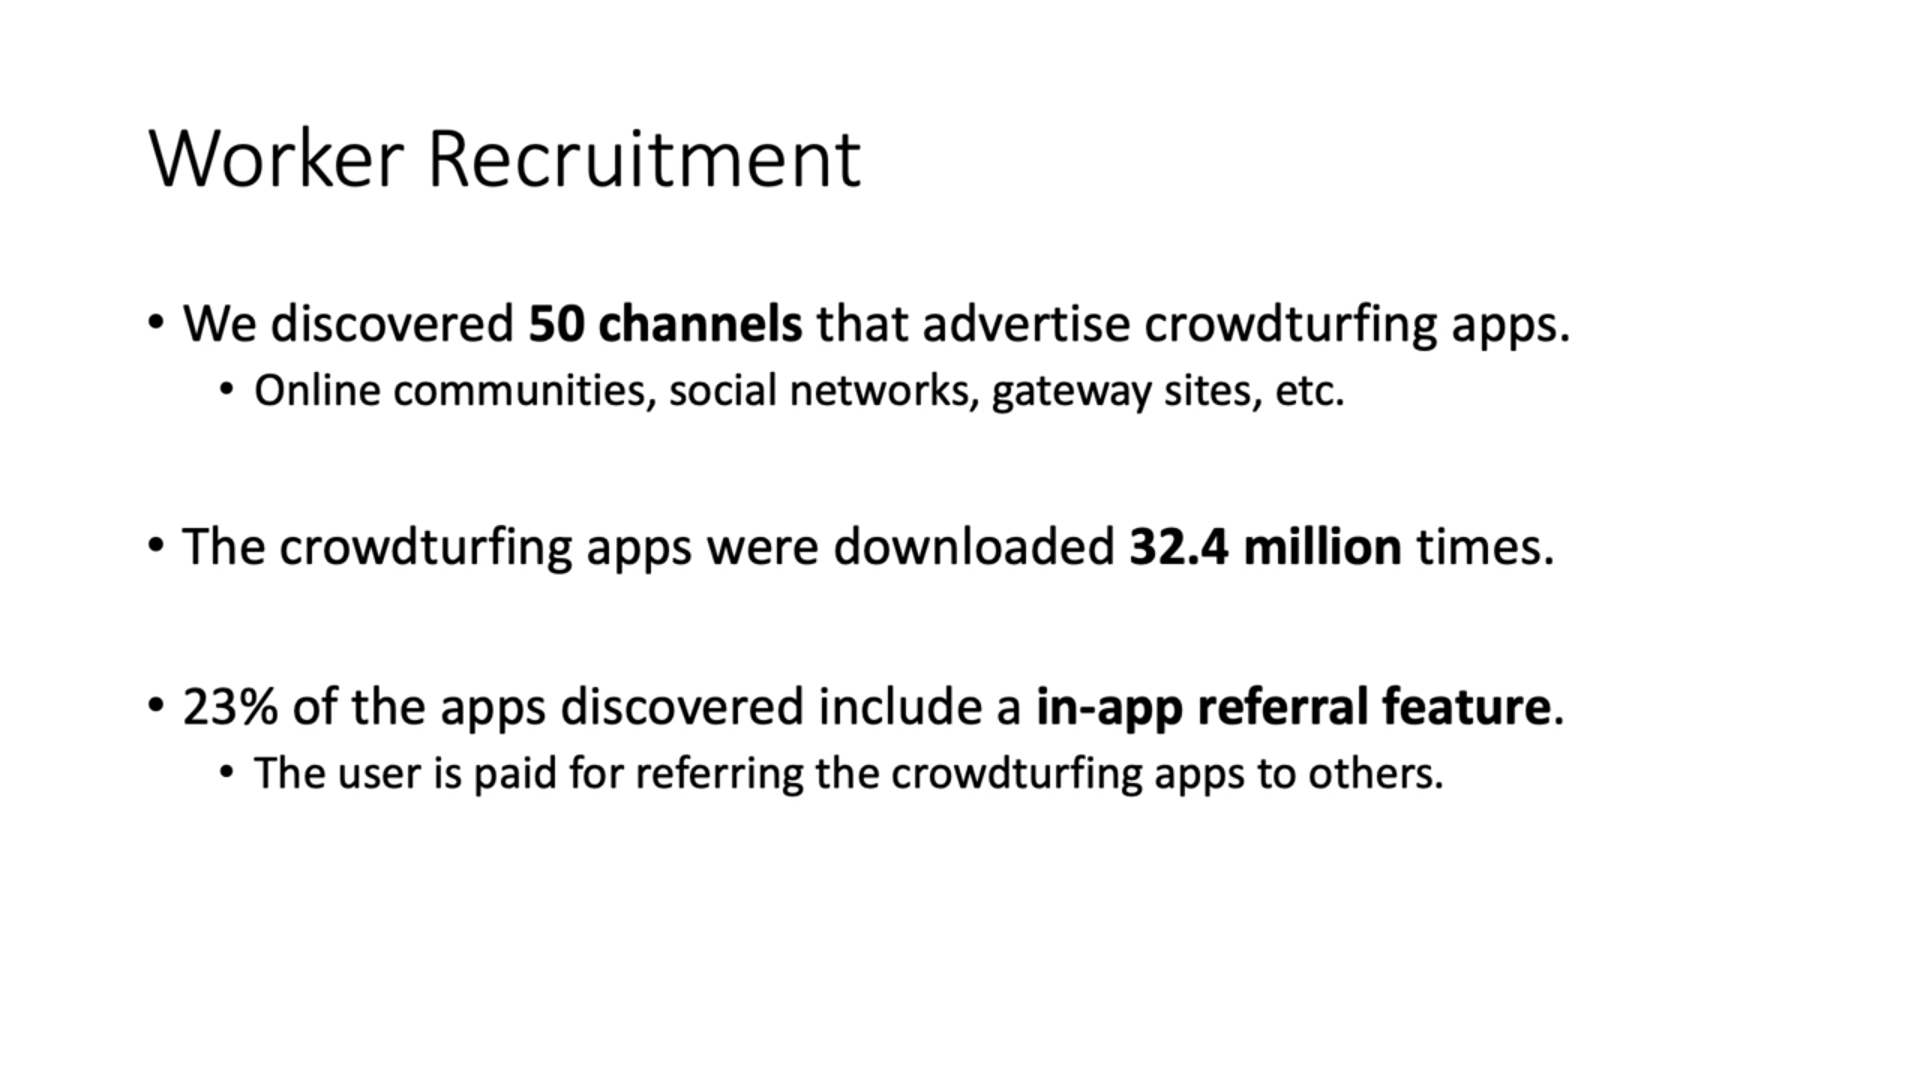 Worker Recruitment
• We discovered 50 channels that advertise crowdturfing apps.
• Online communities, social networks, gateway sites, etc.
• The crowdturfing apps were downloaded 32.4 million times.
• 23% of the apps discovered include a in-app referral feature.
• The user is paid for referring the crowdturfing apps to others.